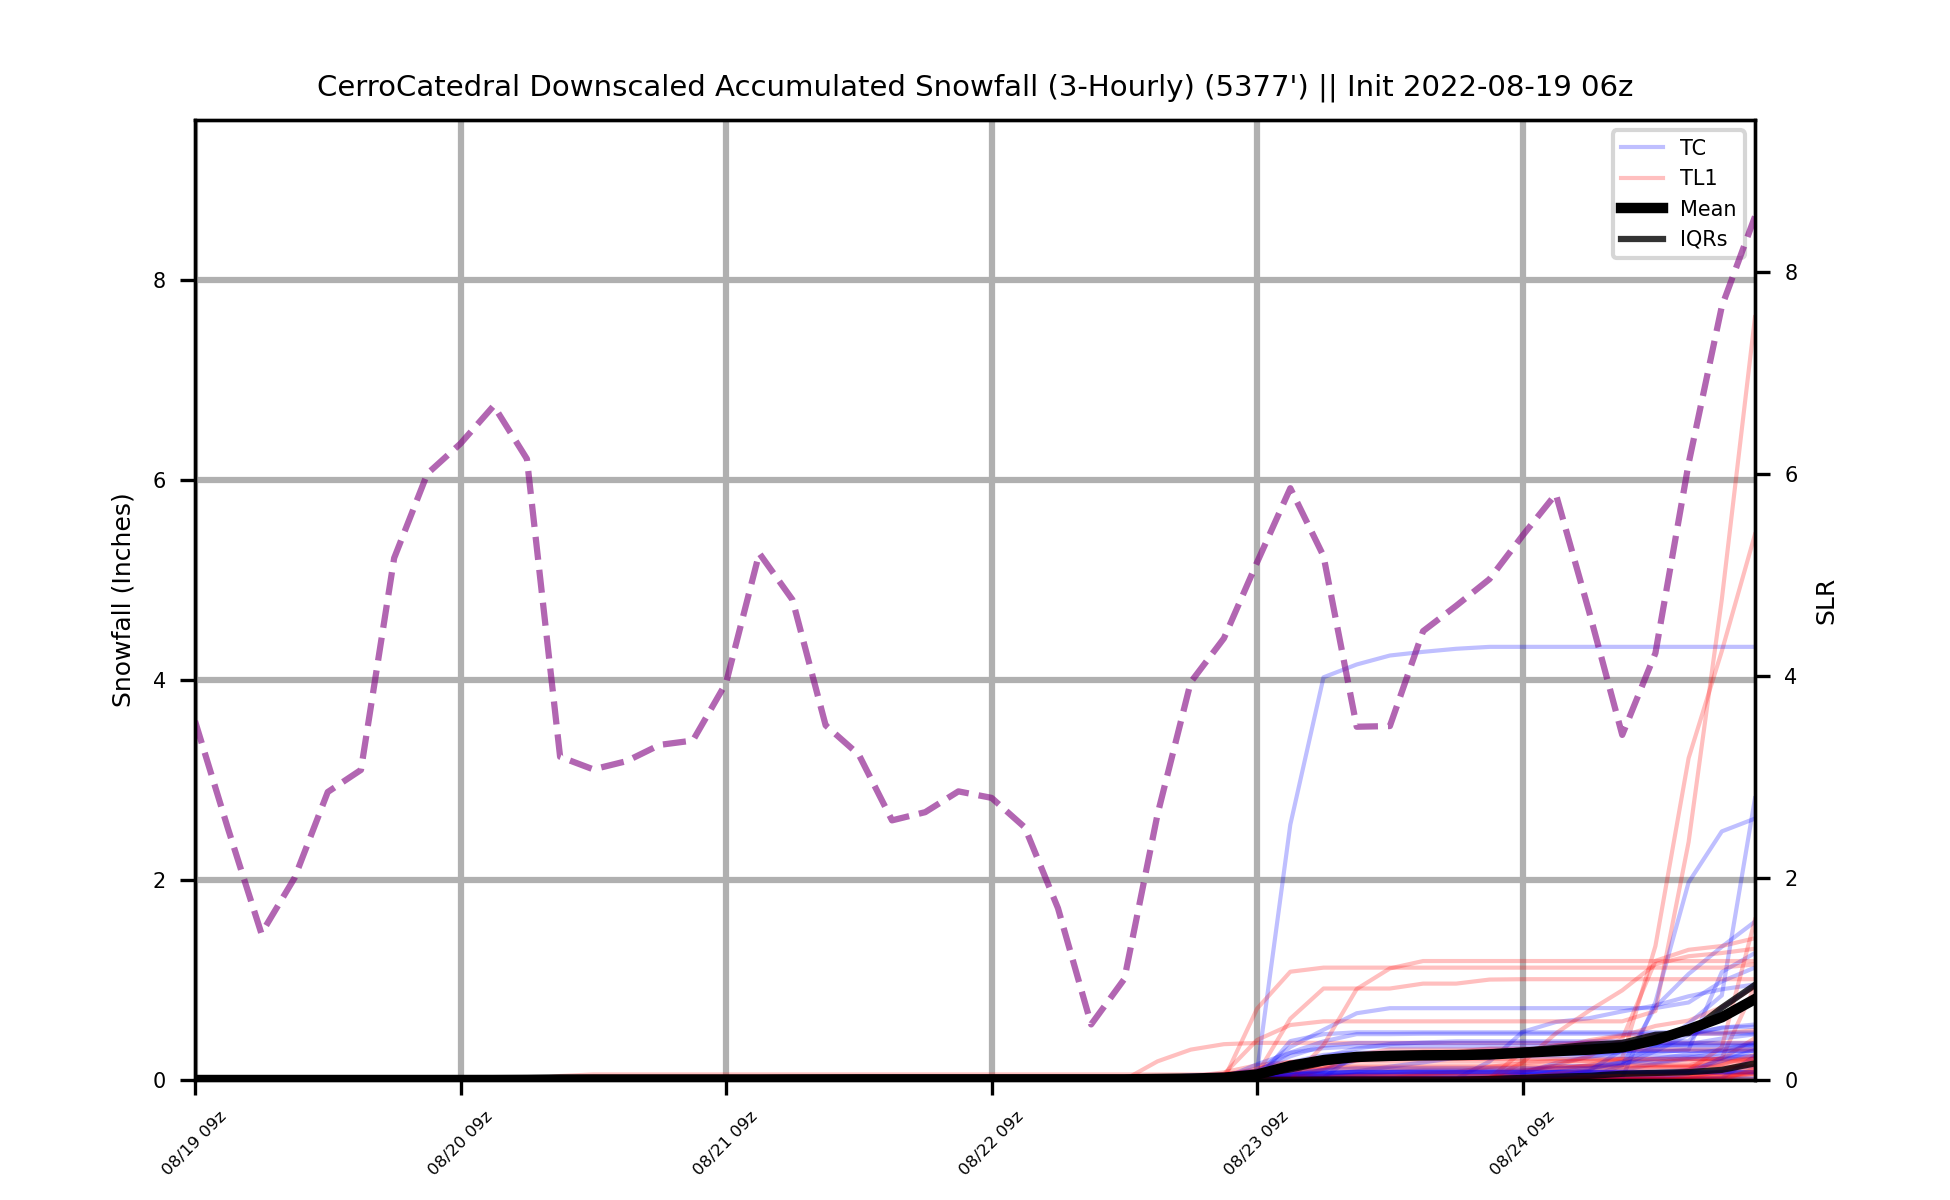 CerroCatedral Downscaled Accumulated Snowfall (3-Hourly) (5377') || Init 2022-08-19 06z
TC
TL1
Mean
IQRs
Snowfall (Inches)
8
6
4
2
0
8
6
4
2
0
SLR
08/19 09z
08/20 09z
08/21 09z
08/22 09z
08/23 09z
08/24 09z